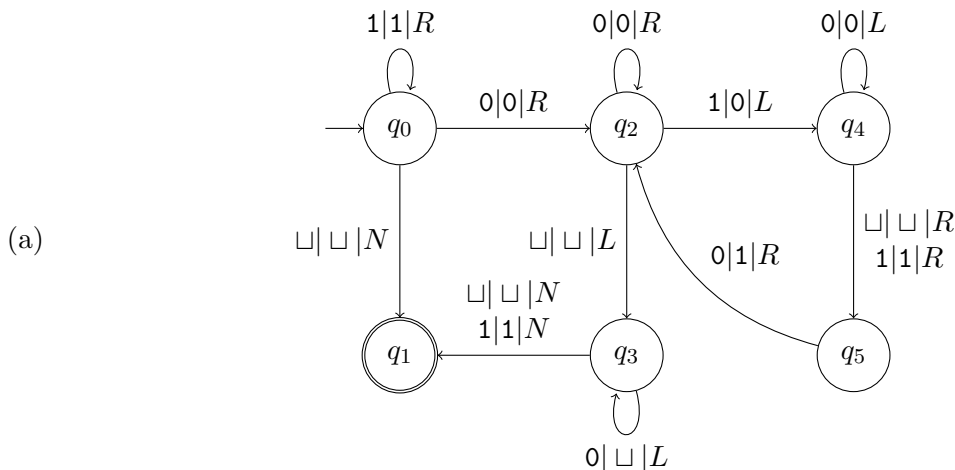 1|1|R 0|0|R 0|0|L
q0 0|0|R q2 1|0|L q4
(a) ⊔|⊔|N ⊔|⊔|L 0|1|R ⊔|⊔|R
1|1|R
⊔|⊔|N
1|1|N
q1 q3 q5
0|⊔|L